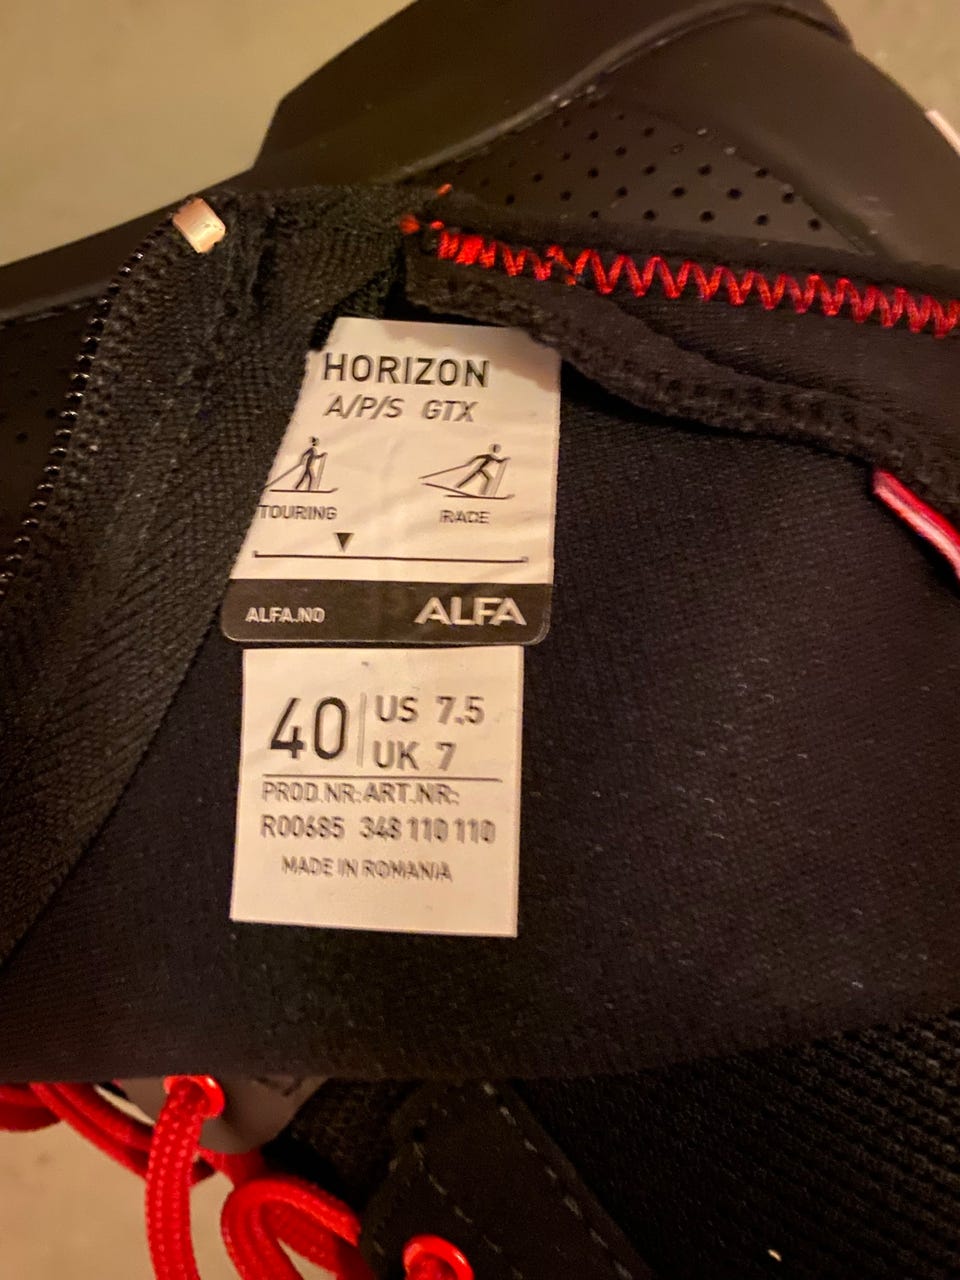 HORIZON
A/P/S GTX
TOURING RACE
ALFA.NO ALFA
40 US 7.5
UK 7
PROD.NR: ART.NR:
R00685 348 110 110
MADE IN ROMANIA